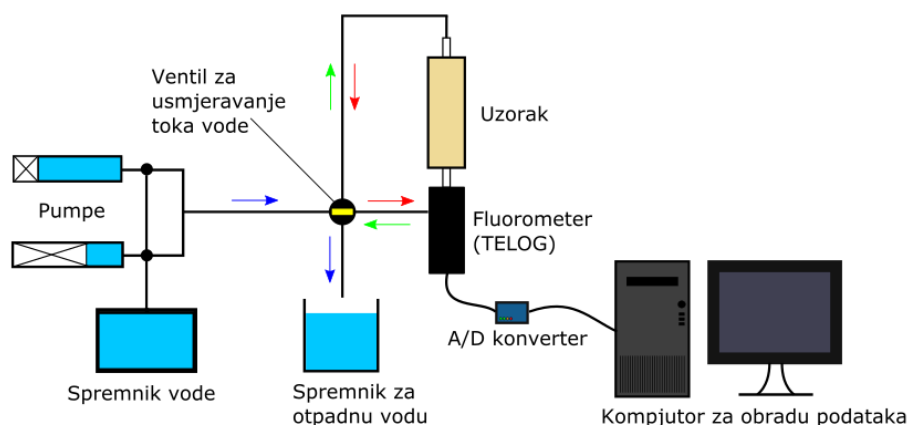 Ventil za
usmjeravanje
toka vode
Uzorak
Pumpe
Fluorometer
(TELOG)
A/D konverter
Spremnik vode
Spremnik za
otpadnu vodu
Kompjutor za obradu podataka